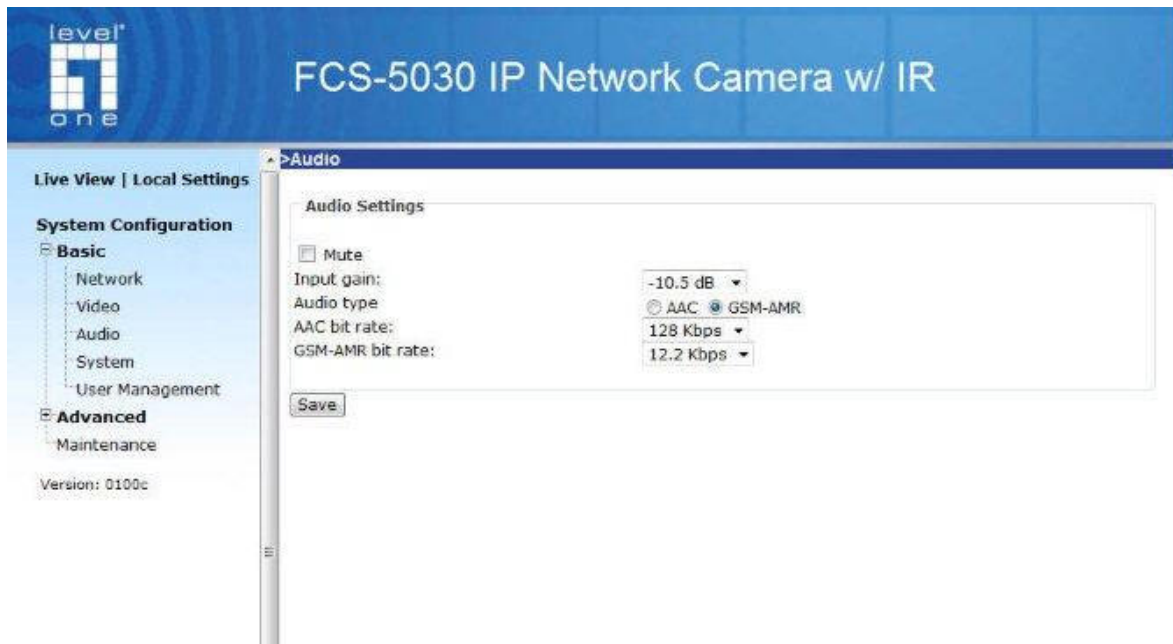 level one
FCS-5030 IP Network Camera w/ IR
Live View | Local Settings
System Configuration
Basic
Network
Video
Audio
System
User Management
Advanced
Maintenance
Version: 0100c
>Audio
Audio Settings
Mute
Input gain: -10.5 dB
Audio type AAC GSM-AMR
AAC bit rate: 128 Kbps
GSM-AMR bit rate: 12.2 Kbps
Save